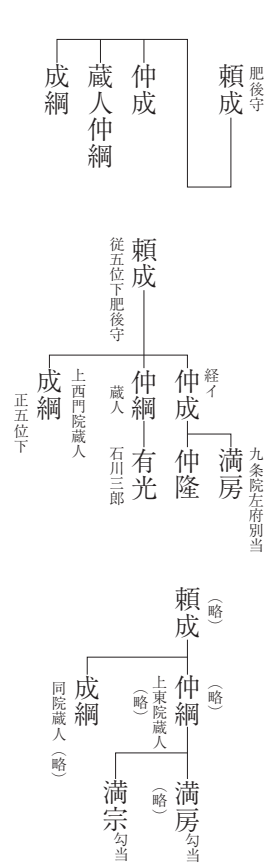 肥後守
頼成
仲成
蔵人仲綱
成綱
頼成
従五位下肥後守
経イ
仲成
九条院左府別当
満房
仲隆
仲綱
蔵人
有光
石川三郎
上西門院蔵人
成綱
正五位下
(略)
頼成
(略)
仲綱
上東院蔵人
(略)
満房勾当
(略)
満宗勾当
成綱
同院蔵人(略)